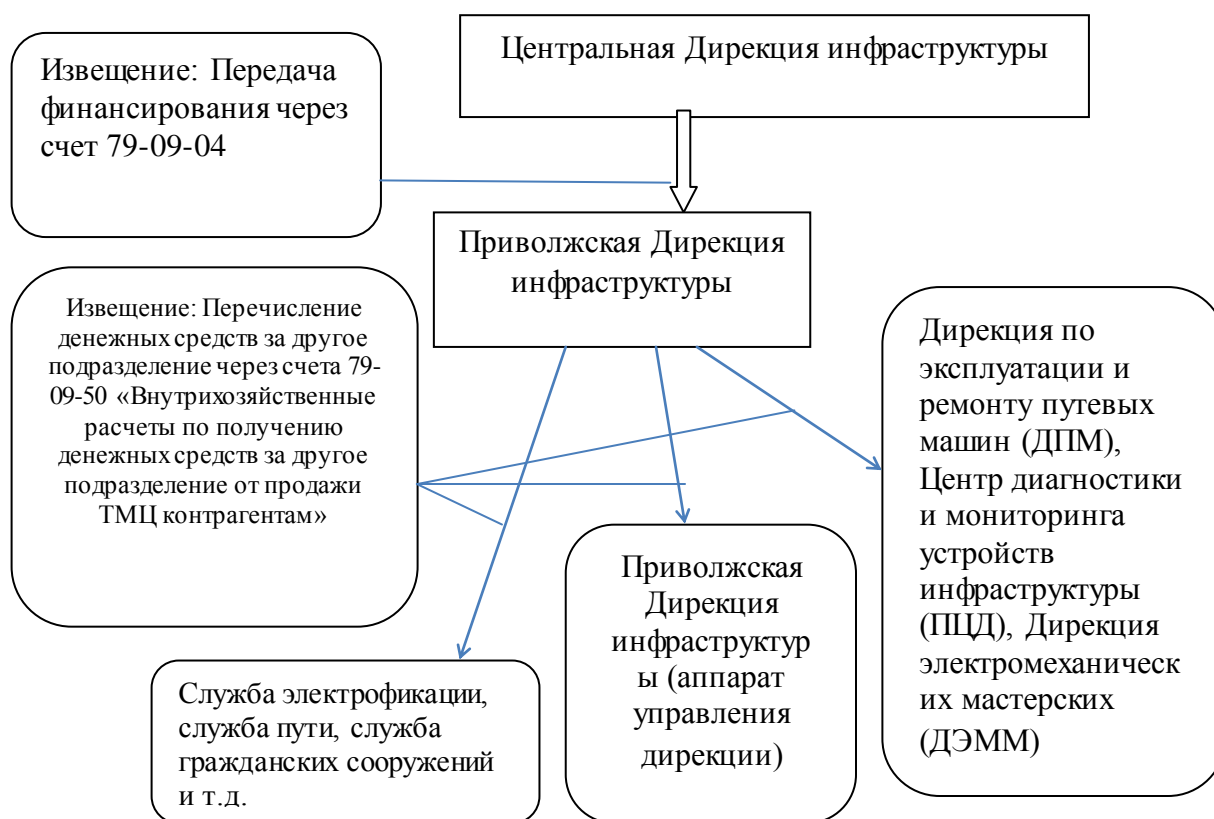 Центральная Дирекция инфраструктуры
Извещение: Передача
финансирования через
счет 79-09-04
Приволжская Дирекция
инфраструктуры
Извещение: Перечисление
денежных средств за другое
подразделение через счета 79-
09-50 «Внутрихозяйственные
расчеты по получению
денежных средств за другое
подразделение от продажи
ТМЦ контрагентам»
Дирекция по
эксплуатации и
ремонту путевых
машин (ДПМ),
Центр диагностики
и мониторинга
устройств
инфраструктуры
(ПЦД), Дирекция
электромеханическ
их мастерских
(ДЭММ)
Приволжская
Дирекция
инфраструктур
ы (аппарат
управления
дирекции)
Служба электрофикации,
служба пути, служба
гражданских сооружений
и т.д.